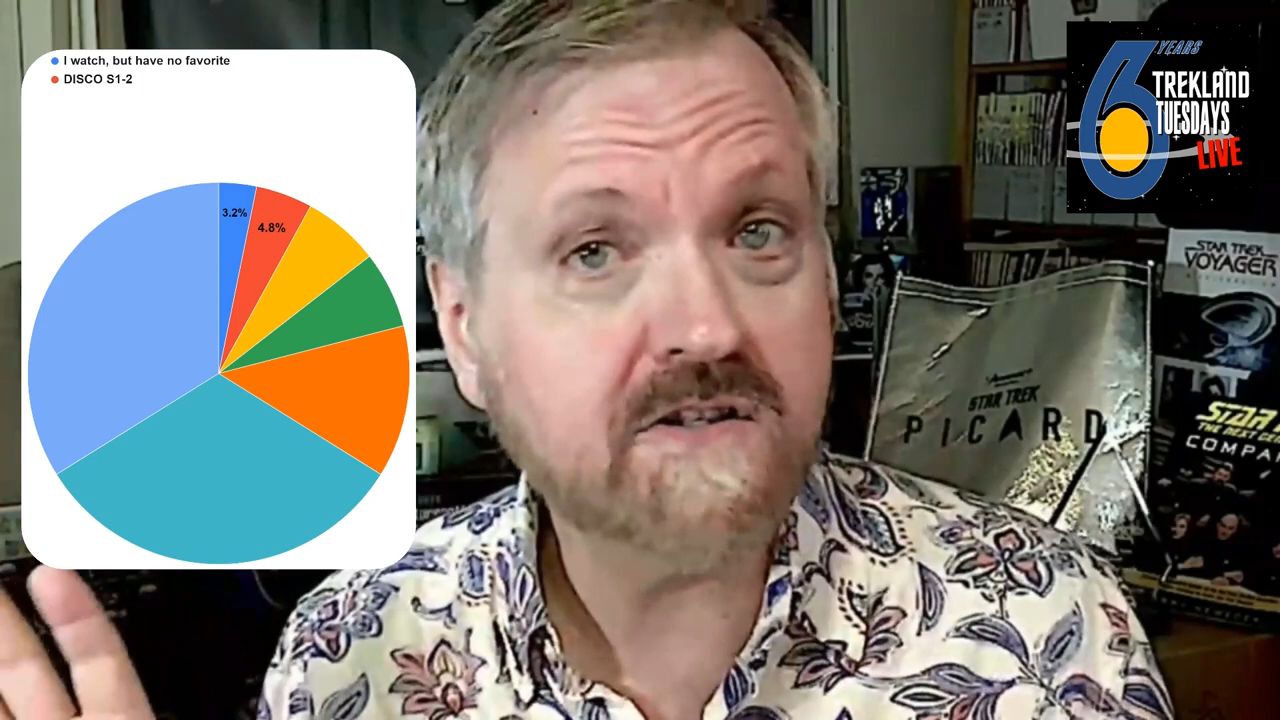 I watch, but have no favorite
DISCO S1-2
3.2%
4.8%
6 YEARS
TREKLAND
TUESDAYS
LIVE
STAR TREK
VOYAGER
STAR TREK
PICARD
STAR
THE NEXT GEN
COMPAN